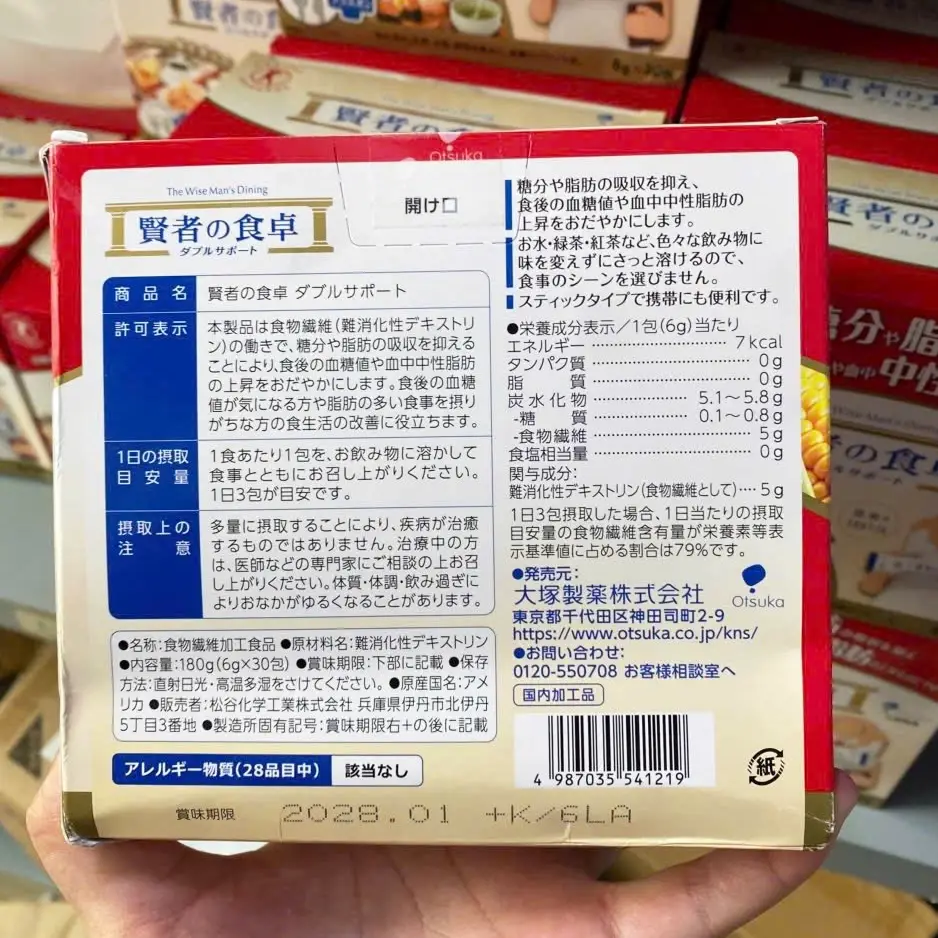 賢者の食
賢者の
賢者の
Otsuka
開け口
The Wise Man's Dining
賢者の食卓
ダブルサポート
商品名
賢者の食卓 ダブルサポート
許可表示
本製品は食物繊維(難消化性デキストリ
ン)の働きで、糖分や脂肪の吸収を抑える
ことにより、食後の血糖値や血中中性脂肪
の上昇をおだやかにします。食後の血糖
値が気になる方や脂肪の多い食事を摂り
がちな方の食生活の改善に役立ちます。
1日の摂取
目安量
1食あたり1包を、お飲み物に溶かして
食事とともにお召し上がりください。
1日3包が目安です。
摂取上の
注意
多量に摂取することにより、疾病が治癒
するものではありません。治療中の方
は、医師などの専門家にご相談の上お召
し上がりください。体質・体調・飲み過ぎに
よりおなかがゆるくなることがあります。
●名称:食物繊維加工食品 ●原材料名:難消化性デキストリン
●内容量:180g(6g×30包) ●賞味期限:下部に記載 ●保存
方法:直射日光・高温多湿をさけてください。 ●原産国名:アメ
リカ ●販売者:松谷化学工業株式会社 兵庫県伊丹市北伊丹
5丁目3番地 ●製造所固有記号:賞味期限右+の後に記載
アレルギー物質(28品目中) 該当なし
賞味期限 2028.01 +K/6LA
糖分や脂肪の吸収を抑え、
食後の血糖値や血中中性脂肪の
上昇をおだやかにします。
お水・緑茶・紅茶など、色々な飲み物に
味を変えずにさっと溶けるので、
食事のシーンを選びません。
スティックタイプで携帯にも便利です。
●栄養成分表示/1包(6g)当たり
エネルギー 7kcal
タンパク質 0g
脂質 0g
炭水化物 5.1~5.8g
-糖質 0.1~0.8g
-食物繊維 5g
食塩相当量 0g
関与成分:
難消化性デキストリン(食物繊維として)…5g
1日3包摂取した場合、1日当たりの摂取
目安量の食物繊維含有量が栄養素等表
示基準値に占める割合は79%です。
●発売元:
大塚製薬株式会社
Otsuka
東京都千代田区神田司町2-9
https://www.otsuka.co.jp/kns/
●お問い合わせ:
0120-550708 お客様相談室へ
国内加工品
4 987035 541219
紙
賢者の
糖分や脂
や血中 中性
の食